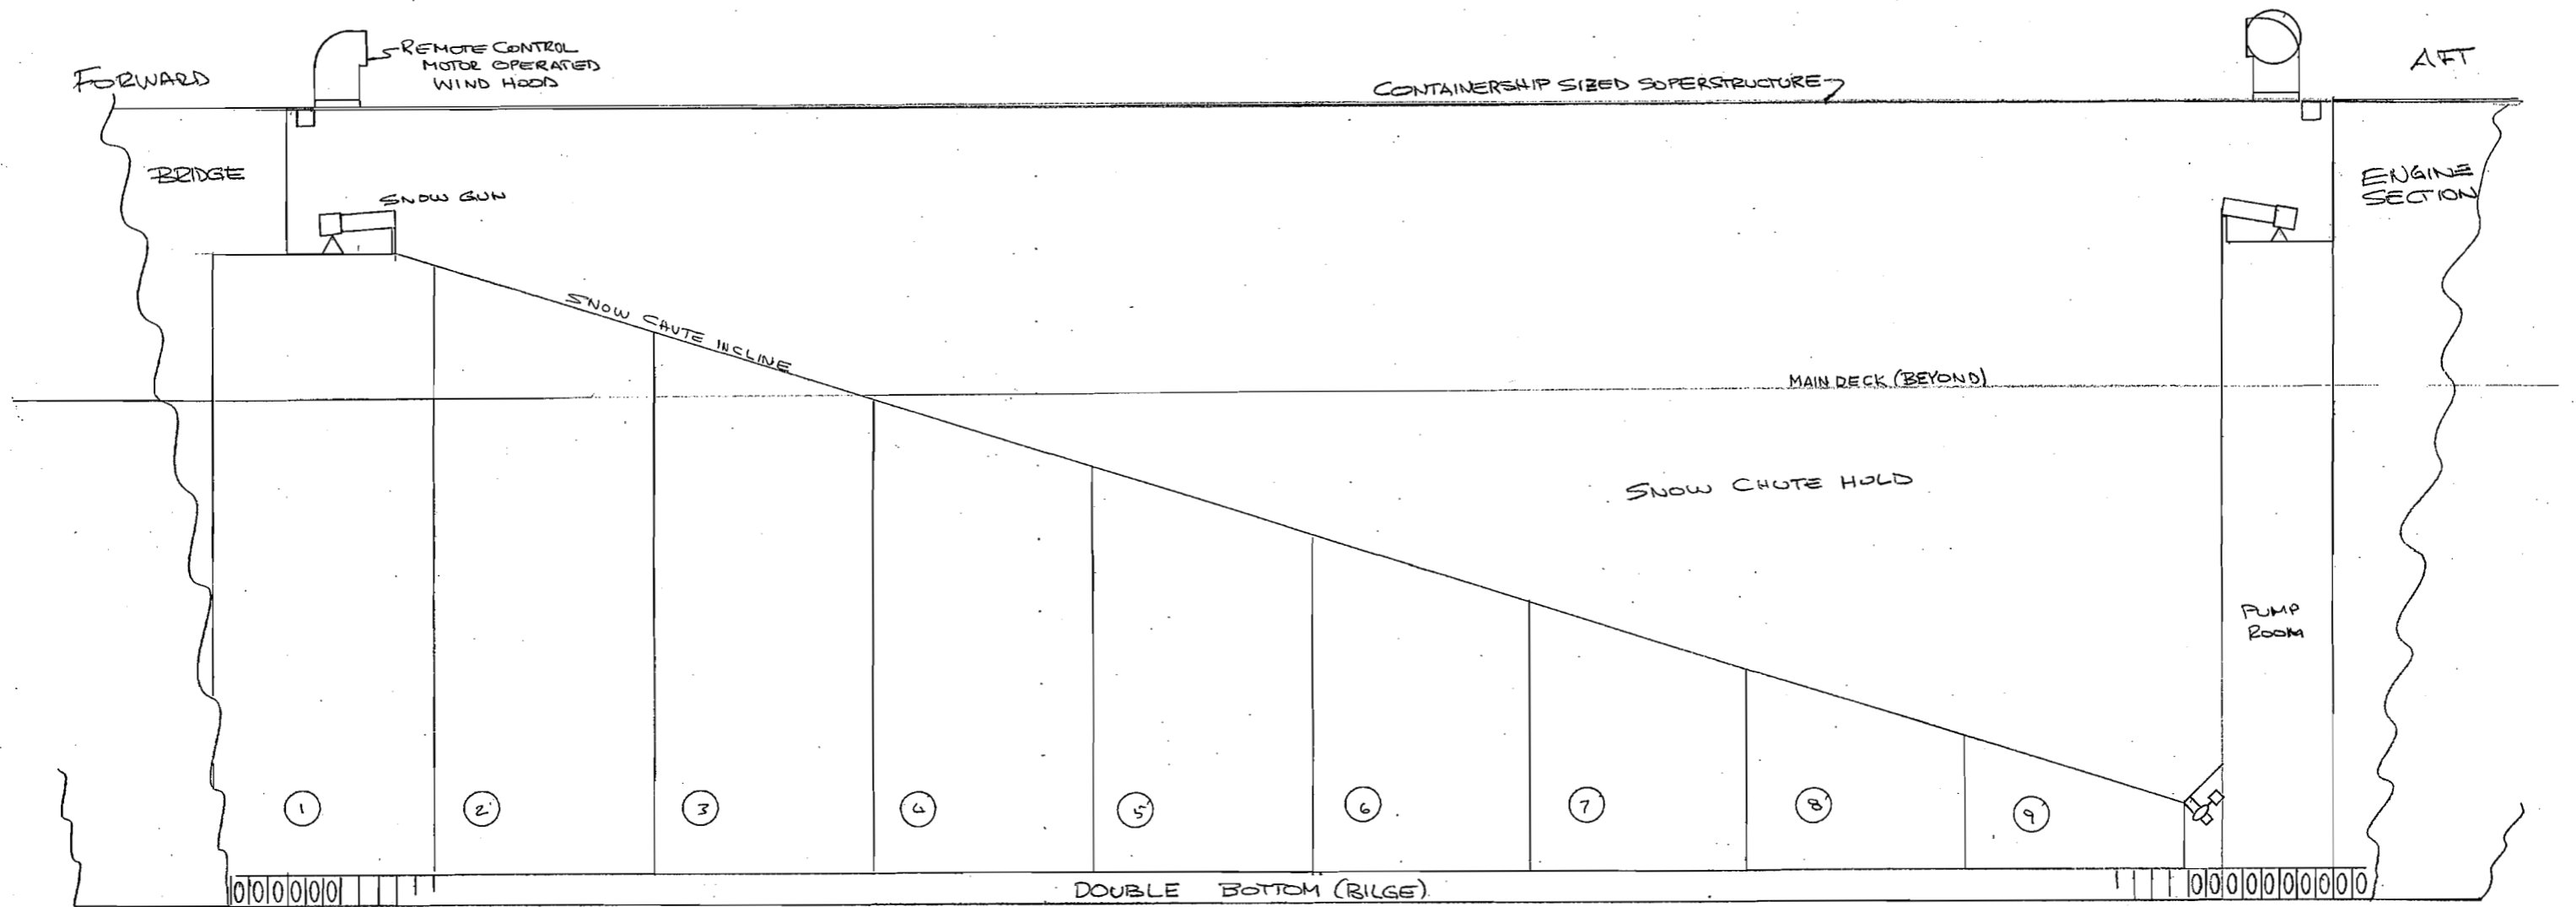 FORWARD
REMOTE CONTROL
MOTOR OPERATED
WIND HOOD
CONTAINERSHIP SIZED SUPERSTRUCTURE
AFT
BRIDGE
SNOW GUN
ENGINE
SECTION
SNOW CHUTE INCLINE
MAIN DECK (BEYOND)
SNOW CHUTE HOLD
PUMP
ROOM
1
2
3
4
5
6
7
8
9
DOUBLE BOTTOM (BILGE)